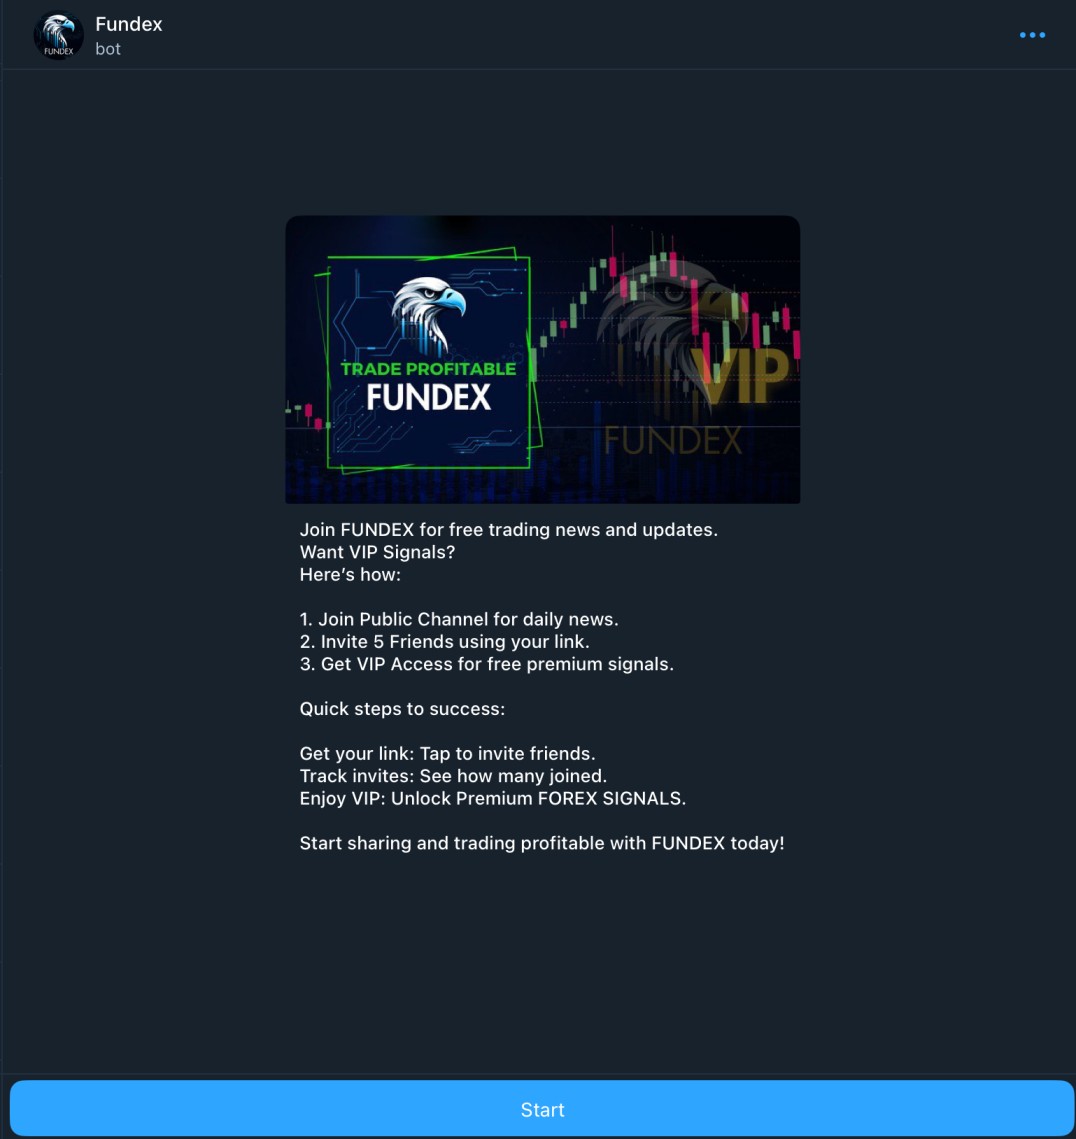 Fundex
bot
FUNDEX
TRADE PROFITABLE
FUNDEX
VIP
FUNDEX
Join FUNDEX for free trading news and updates.
Want VIP Signals?
Here’s how:
1. Join Public Channel for daily news.
2. Invite 5 Friends using your link.
3. Get VIP Access for free premium signals.
Quick steps to success:
Get your link: Tap to invite friends.
Track invites: See how many joined.
Enjoy VIP: Unlock Premium FOREX SIGNALS.
Start sharing and trading profitable with FUNDEX today!
Start